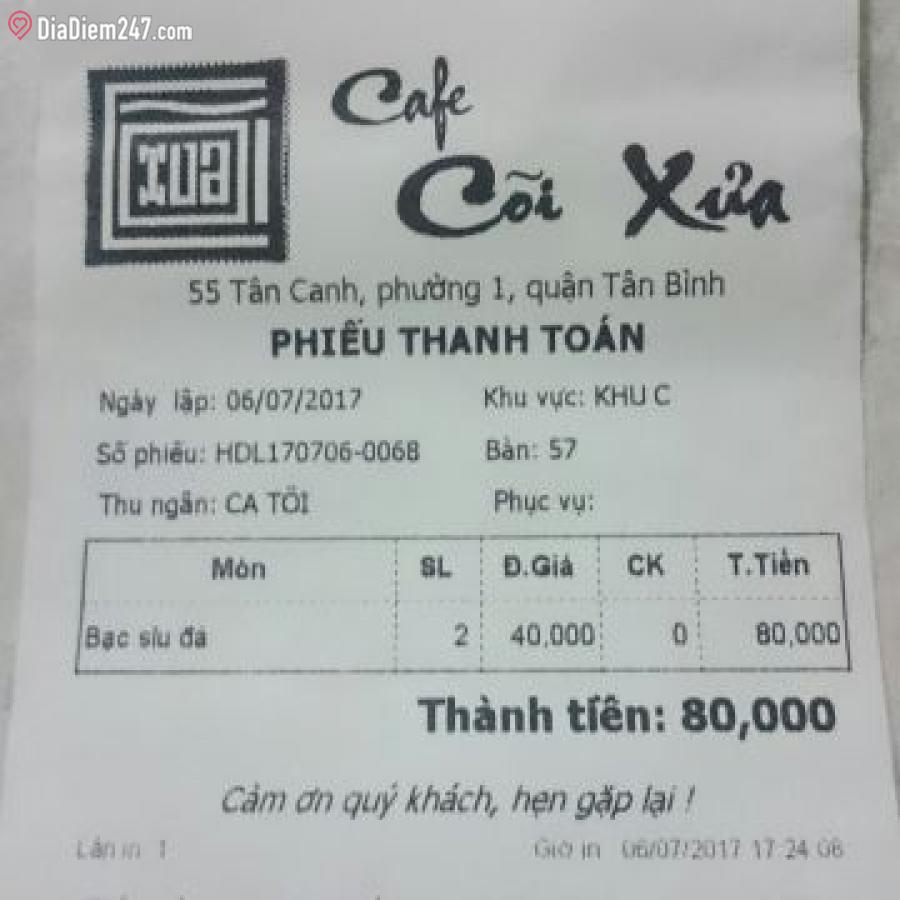 DiaDiem247.com
XUA
Cafe
Cõi Xửa
55 Tân Canh, phường 1, quận Tân Bình
PHIẾU THANH TOÁN
Ngày lập: 06/07/2017 Khu vực: KHU C
Số phiếu: HDL170706-0068 Bàn: 57
Thu ngân: CA TỐI Phục vụ:
Món SL Đ.Giá CK T.Tiền
Bạc sỉu đá 2 40,000 0 80,000
Thành tiền: 80,000
Cảm ơn quý khách, hẹn gặp lại !
Lần in 1 Giờ in 06/07/2017 17 24 06